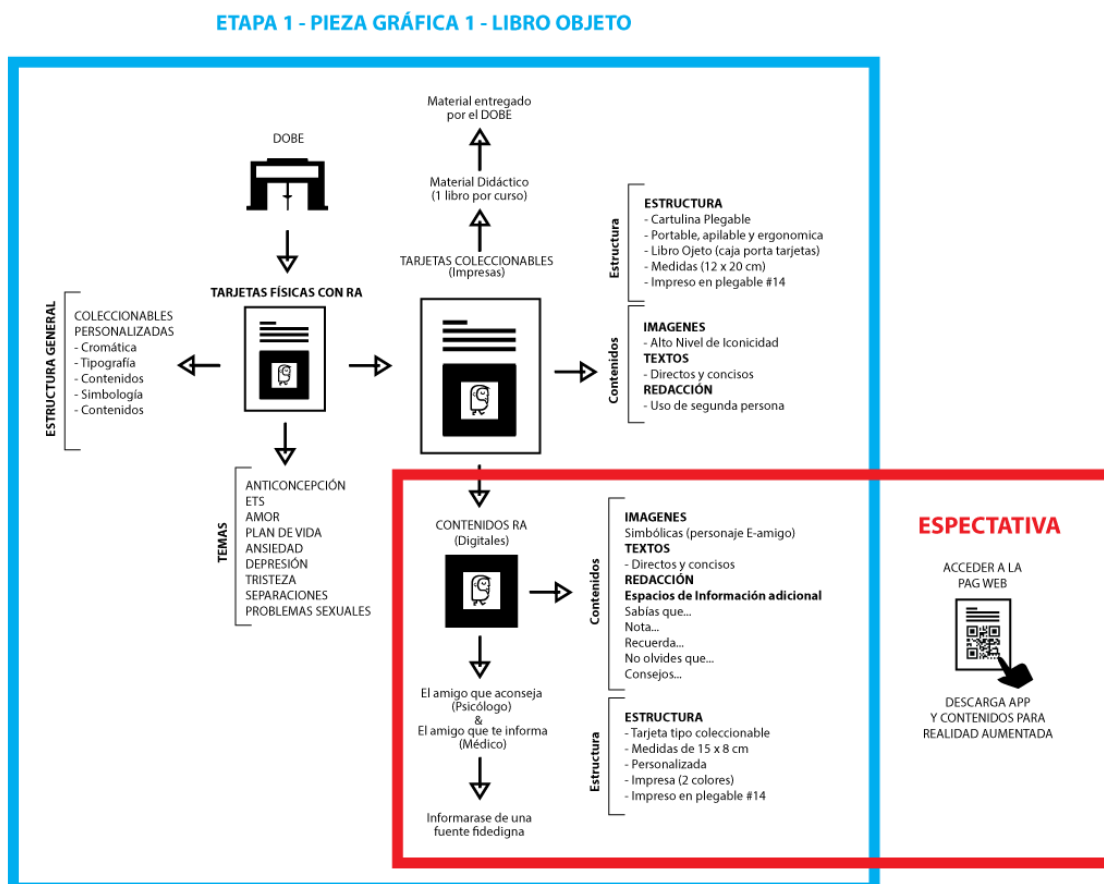 ETAPA 1 - PIEZA GRÁFICA 1 - LIBRO OBJETO
Material entregado
por el DOBE
DOBE
Material Didáctico
(1 libro por curso)
TARJETAS COLECCIONABLES
(Impresas)
Estructura
ESTRUCTURA
- Cartulina Plegable
- Portable, apilable y ergonomica
- Libro Ojeto (caja porta tarjetas)
- Medidas (12 x 20 cm)
- Impreso en plegable #14
TARJETAS FÍSICAS CON RA
ESTRUCTURA GENERAL
COLECCIONABLES
PERSONALIZADAS
- Cromática
- Tipografía
- Contenidos
- Simbología
- Contenidos
Contenidos
IMAGENES
- Alto Nivel de Iconicidad
TEXTOS
- Directos y concisos
REDACCIÓN
- Uso de segunda persona
TEMAS
ANTICONCEPCIÓN
ETS
AMOR
PLAN DE VIDA
ANSIEDAD
DEPRESIÓN
TRISTEZA
SEPARACIONES
PROBLEMAS SEXUALES
CONTENIDOS RA
(Digitales)
Contenidos
IMAGENES
Simbólicas (personaje E-amigo)
TEXTOS
- Directos y concisos
REDACCIÓN
Espacios de Información adicional
Sabías que...
Nota...
Recuerda...
No olvides que...
Consejos...
El amigo que aconseja
(Psicólogo)
&
El amigo que te informa
(Médico)
Informarase de una
fuente fidedigna
Estructura
ESTRUCTURA
- Tarjeta tipo coleccionable
- Medidas de 15 x 8 cm
- Personalizada
- Impresa (2 colores)
- Impreso en plegable #14
ESPECTATIVA
ACCEDER A LA
PAG WEB
DESCARGA APP
Y CONTENIDOS PARA
REALIDAD AUMENTADA